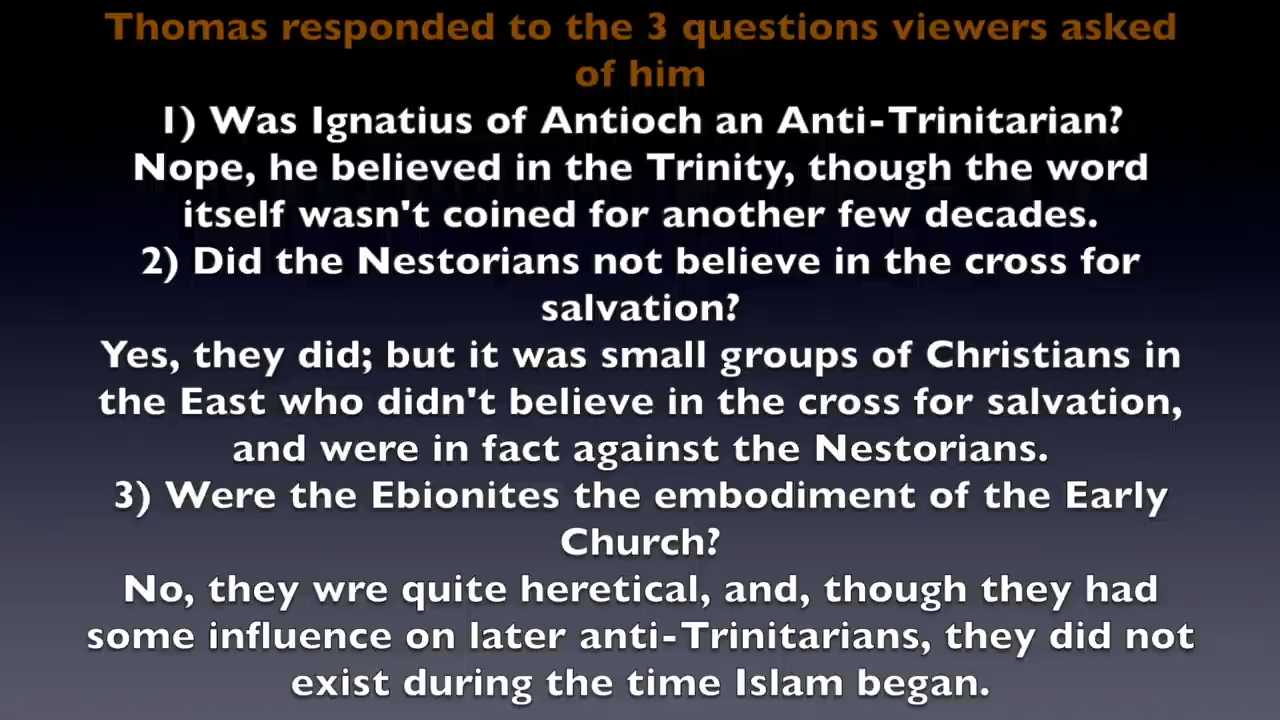 Thomas responded to the 3 questions viewers asked
of him
1) Was Ignatius of Antioch an Anti-Trinitarian?
Nope, he believed in the Trinity, though the word
itself wasn't coined for another few decades.
2) Did the Nestorians not believe in the cross for
salvation?
Yes, they did; but it was small groups of Christians in
the East who didn't believe in the cross for salvation,
and were in fact against the Nestorians.
3) Were the Ebionites the embodiment of the Early
Church?
No, they wre quite heretical, and, though they had
some influence on later anti-Trinitarians, they did not
exist during the time Islam began.